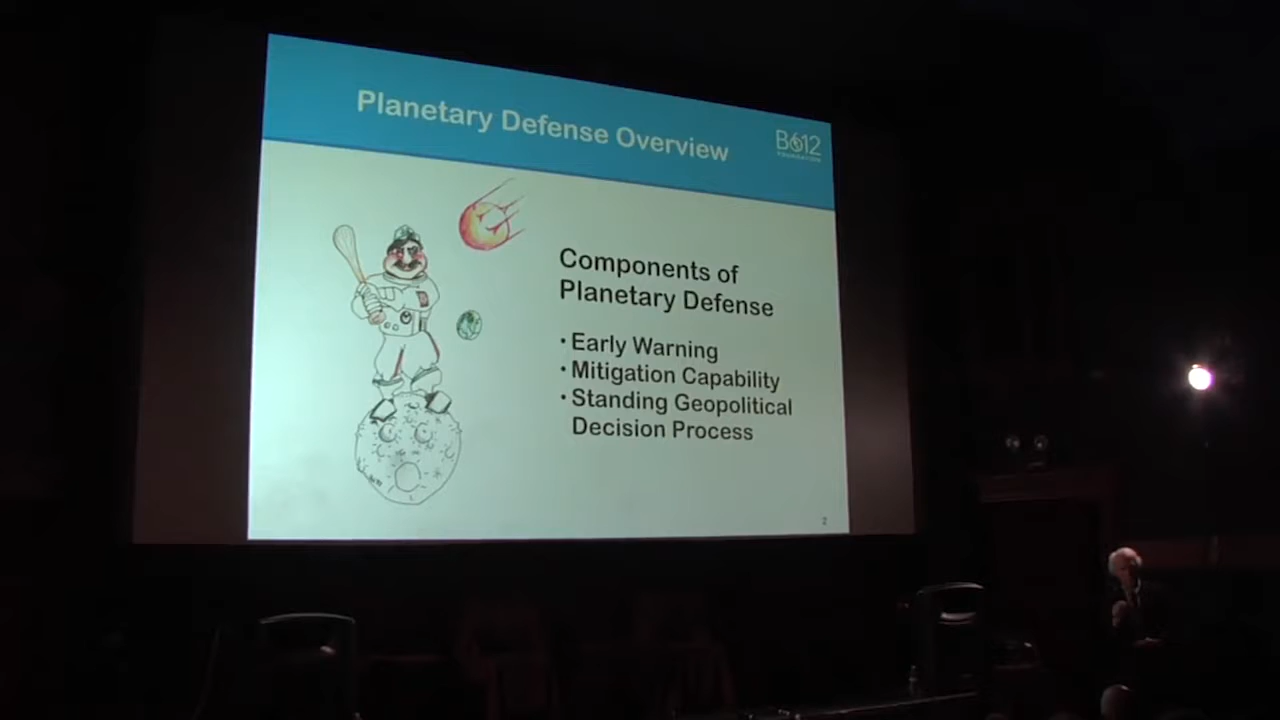 Planetary Defense Overview
B612
FOUNDATION
Components of
Planetary Defense
• Early Warning
• Mitigation Capability
• Standing Geopolitical
Decision Process
2